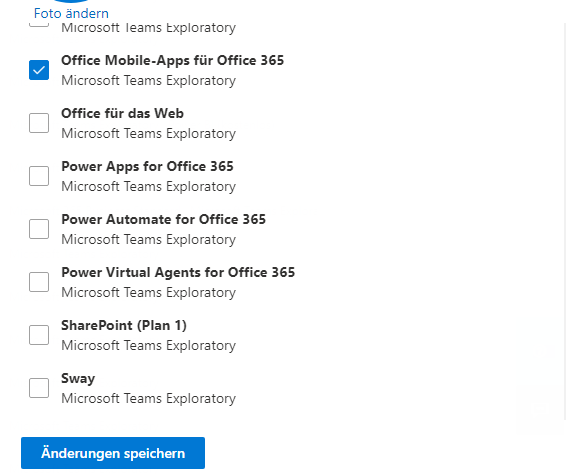 Foto ändern
Microsoft Teams Exploratory
Office Mobile-Apps für Office 365
Microsoft Teams Exploratory
Office für das Web
Microsoft Teams Exploratory
Power Apps for Office 365
Microsoft Teams Exploratory
Power Automate for Office 365
Microsoft Teams Exploratory
Power Virtual Agents for Office 365
Microsoft Teams Exploratory
SharePoint (Plan 1)
Microsoft Teams Exploratory
Sway
Microsoft Teams Exploratory
Änderungen speichern